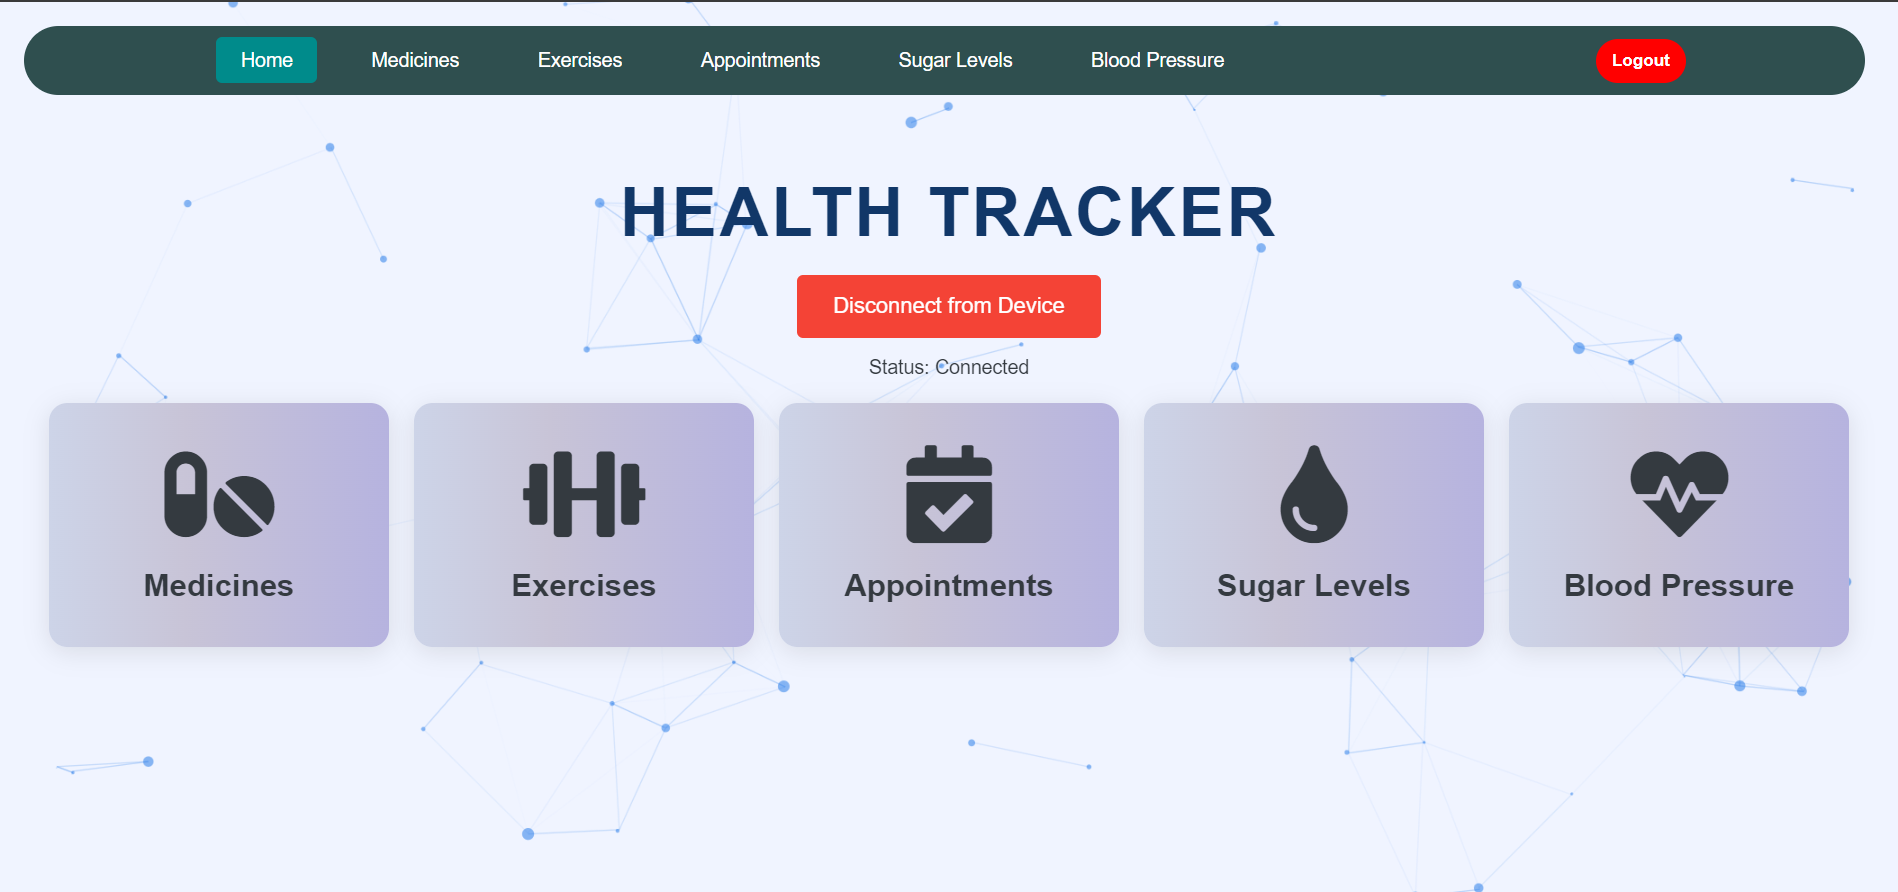 Home Medicines Exercises Appointments Sugar Levels Blood Pressure Logout
HEALTH TRACKER
Disconnect from Device
Status: Connected
Medicines Exercises Appointments Sugar Levels Blood Pressure